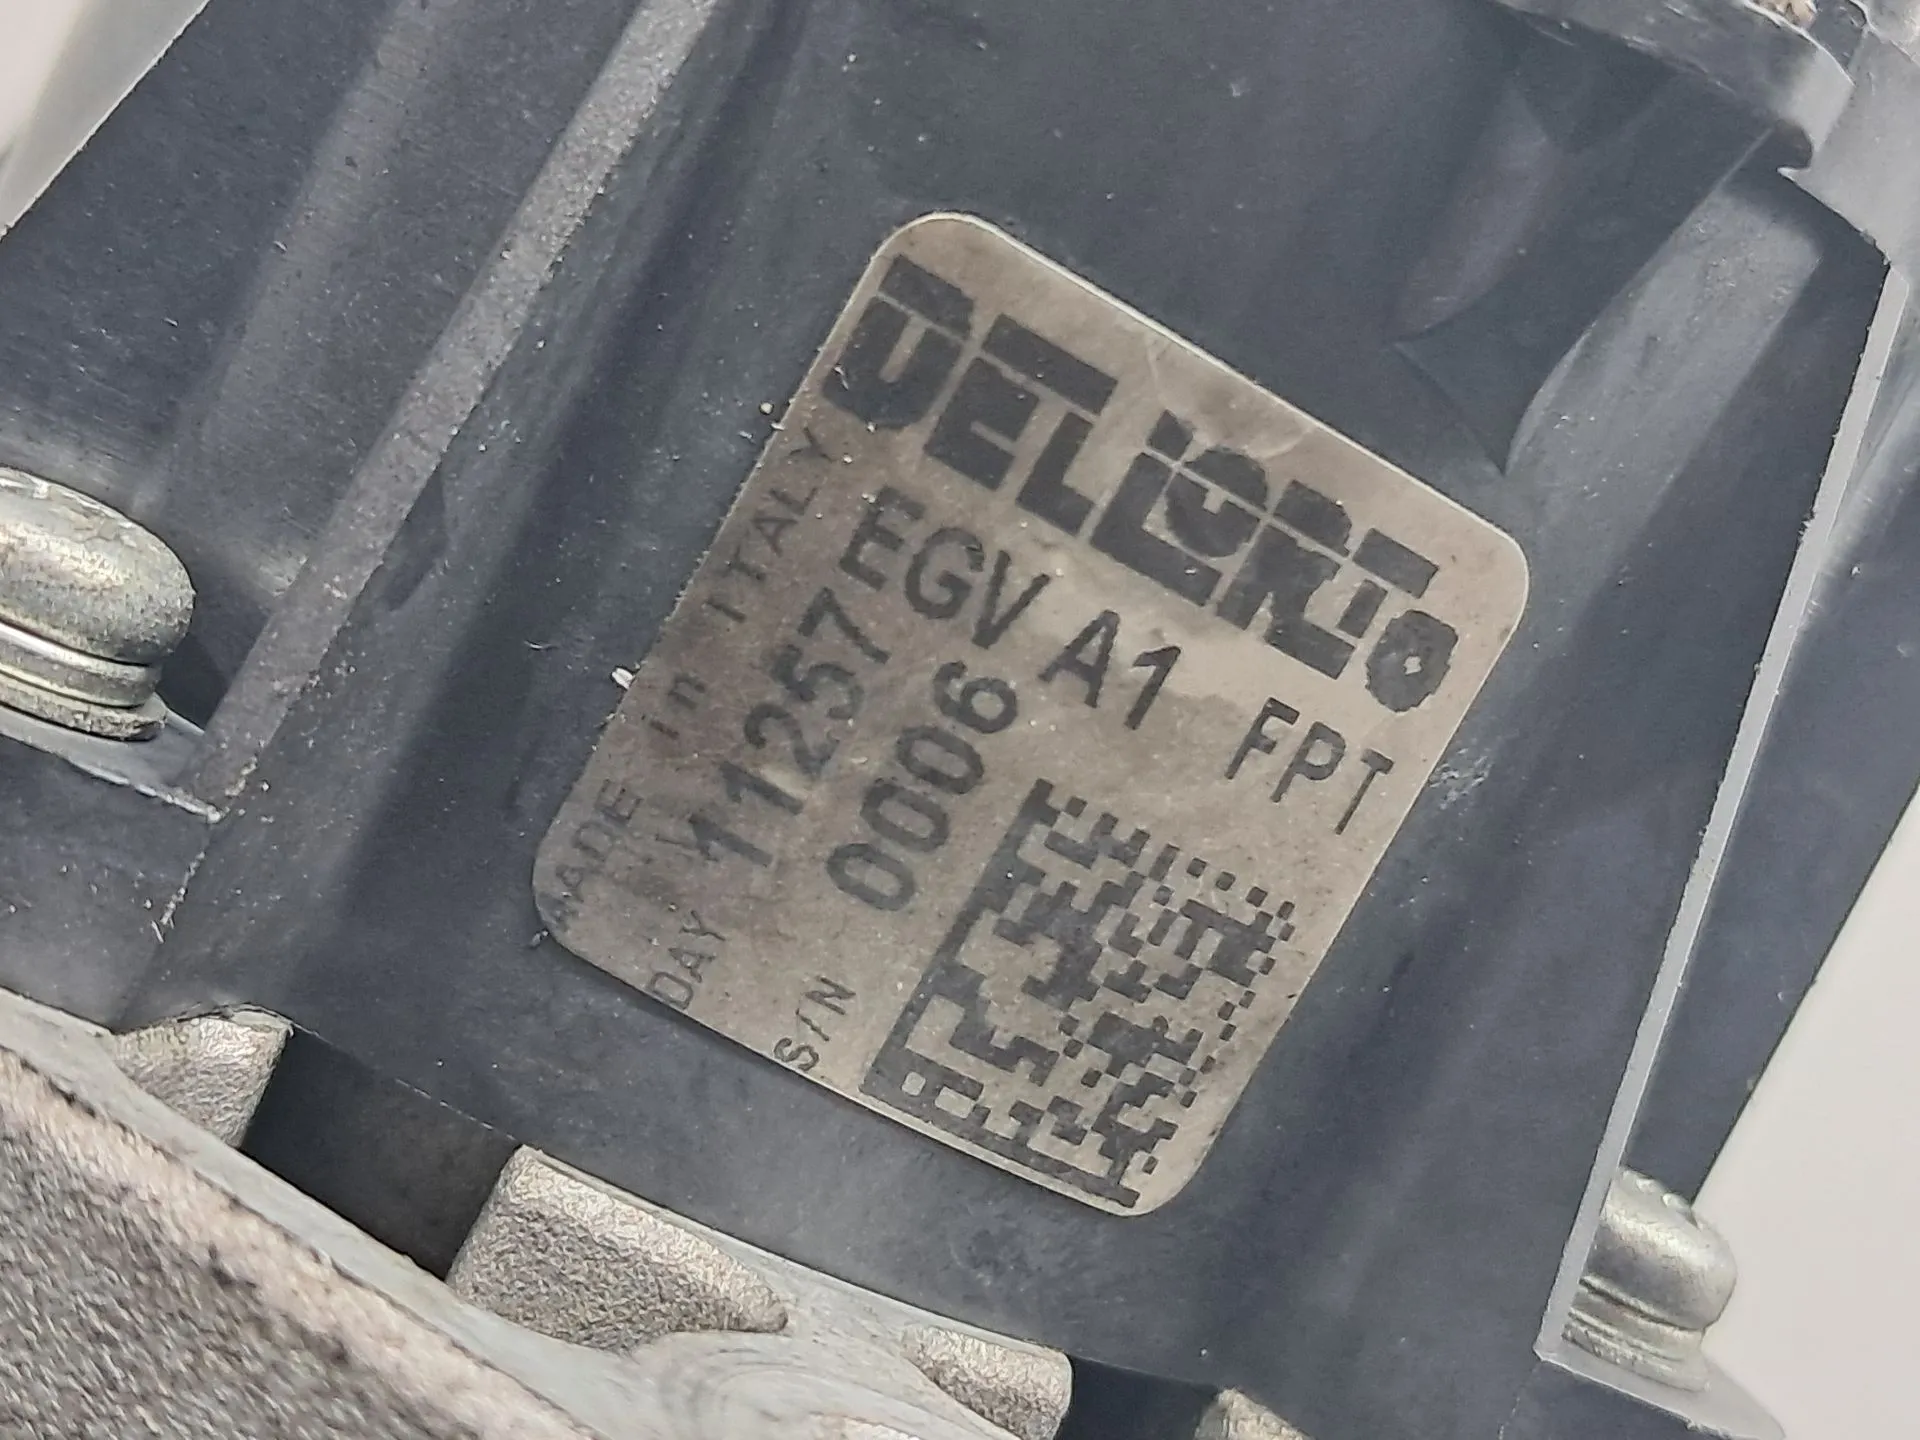 DELLORTO
EGV A1 FPT
MADE in ITALY
DAY 11257
S/N 0006